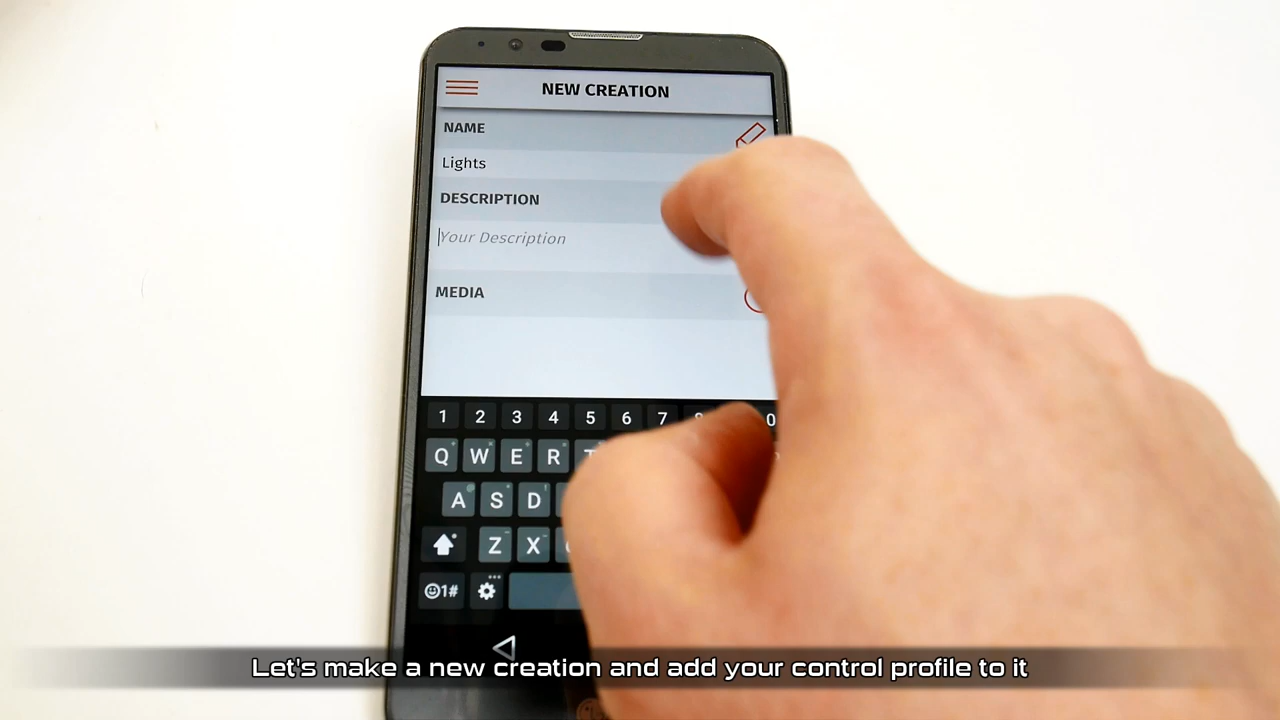 NEW CREATION
NAME
Lights
DESCRIPTION
Your Description
MEDIA
1 2 3 4 5 6 7 0
Q W E R
A S D
Z X
1#
Let's make a new creation and add your control profile to it